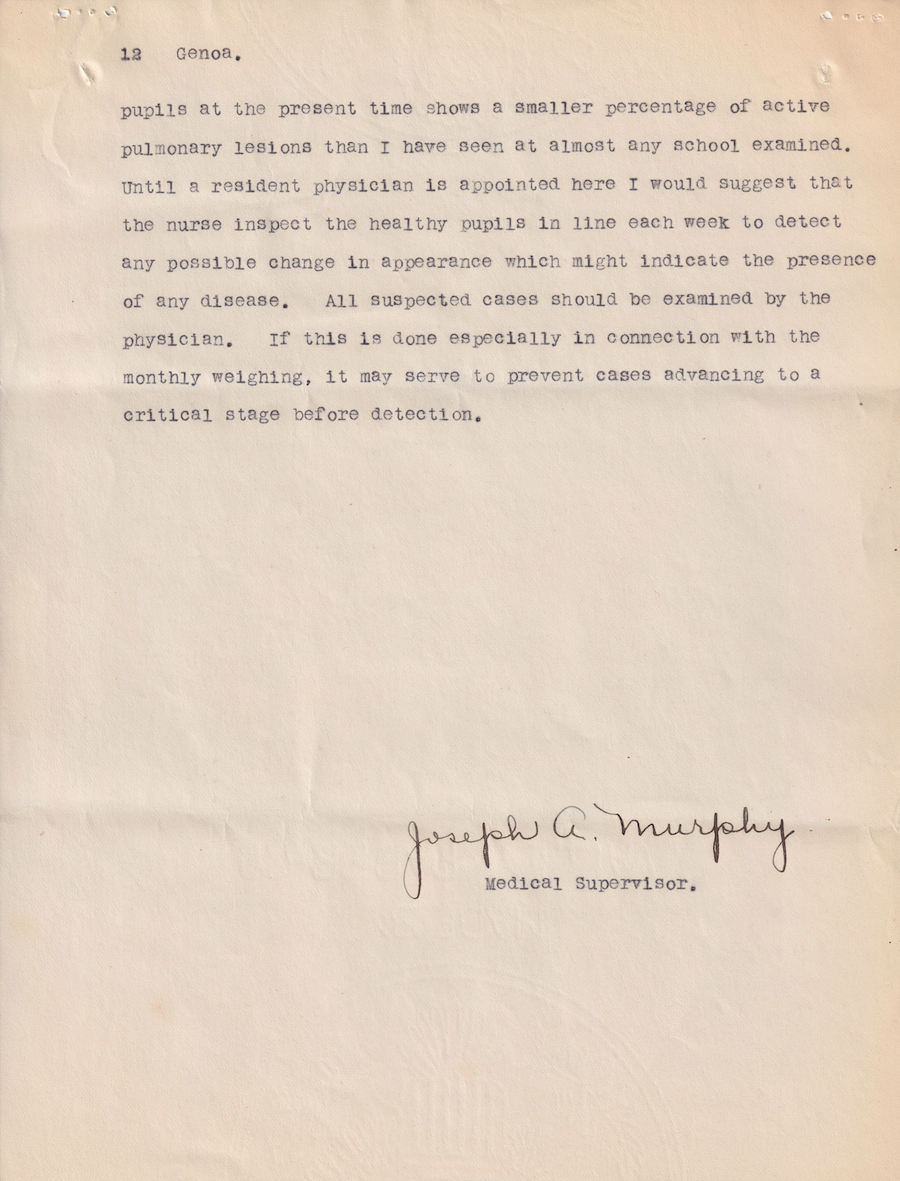 12 Genoa.
pupils at the present time shows a smaller percentage of active
pulmonary lesions than I have seen at almost any school examined.
Until a resident physician is appointed here I would suggest that
the nurse inspect the healthy pupils in line each week to detect
any possible change in appearance which might indicate the presence
of any disease. All suspected cases should be examined by the
physician. If this is done especially in connection with the
monthly weighing, it may serve to prevent cases advancing to a
critical stage before detection.
Joseph A. Murphy
Medical Supervisor.